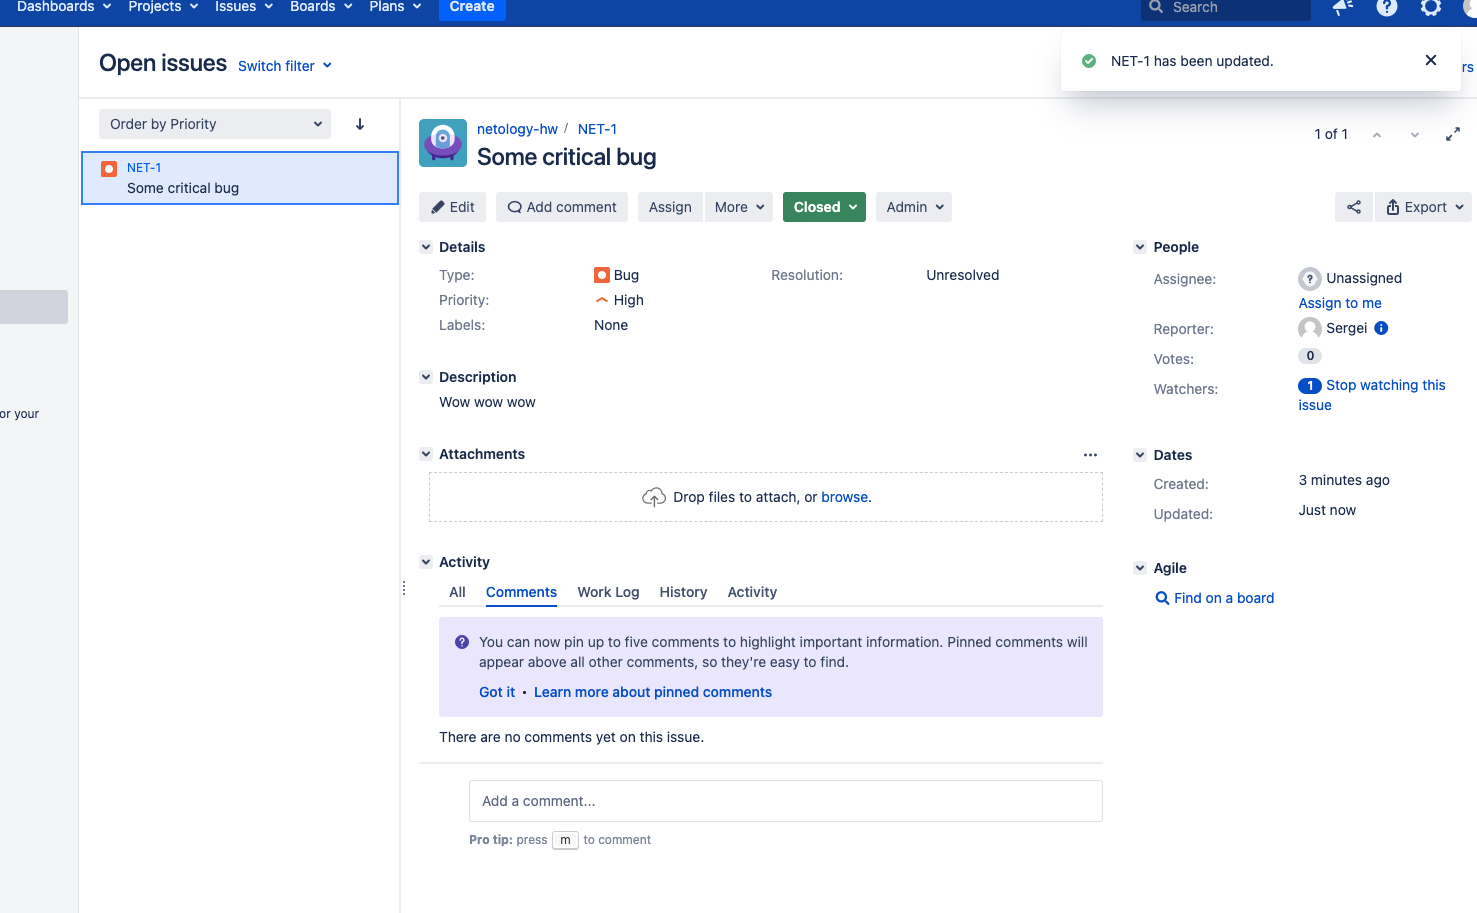 Dashboards Projects Issues Boards Plans Create Search
Open issues Switch filter
NET-1 has been updated.
rs
Order by Priority
NET-1
Some critical bug
netology-hw / NET-1
Some critical bug
1 of 1
Edit Add comment Assign More Closed Admin Export
Details
Type: Bug Resolution: Unresolved
Priority: High
Labels: None
Description
Wow wow wow
Attachments
Drop files to attach, or browse.
Activity
All Comments Work Log History Activity
You can now pin up to five comments to highlight important information. Pinned comments will
appear above all other comments, so they're easy to find.
Got it • Learn more about pinned comments
There are no comments yet on this issue.
Add a comment...
Pro tip: press m to comment
People
Assignee: Unassigned
Assign to me
Reporter: Sergei
Votes: 0
Watchers: 1 Stop watching this
issue
Dates
Created: 3 minutes ago
Updated: Just now
Agile
Find on a board
or your